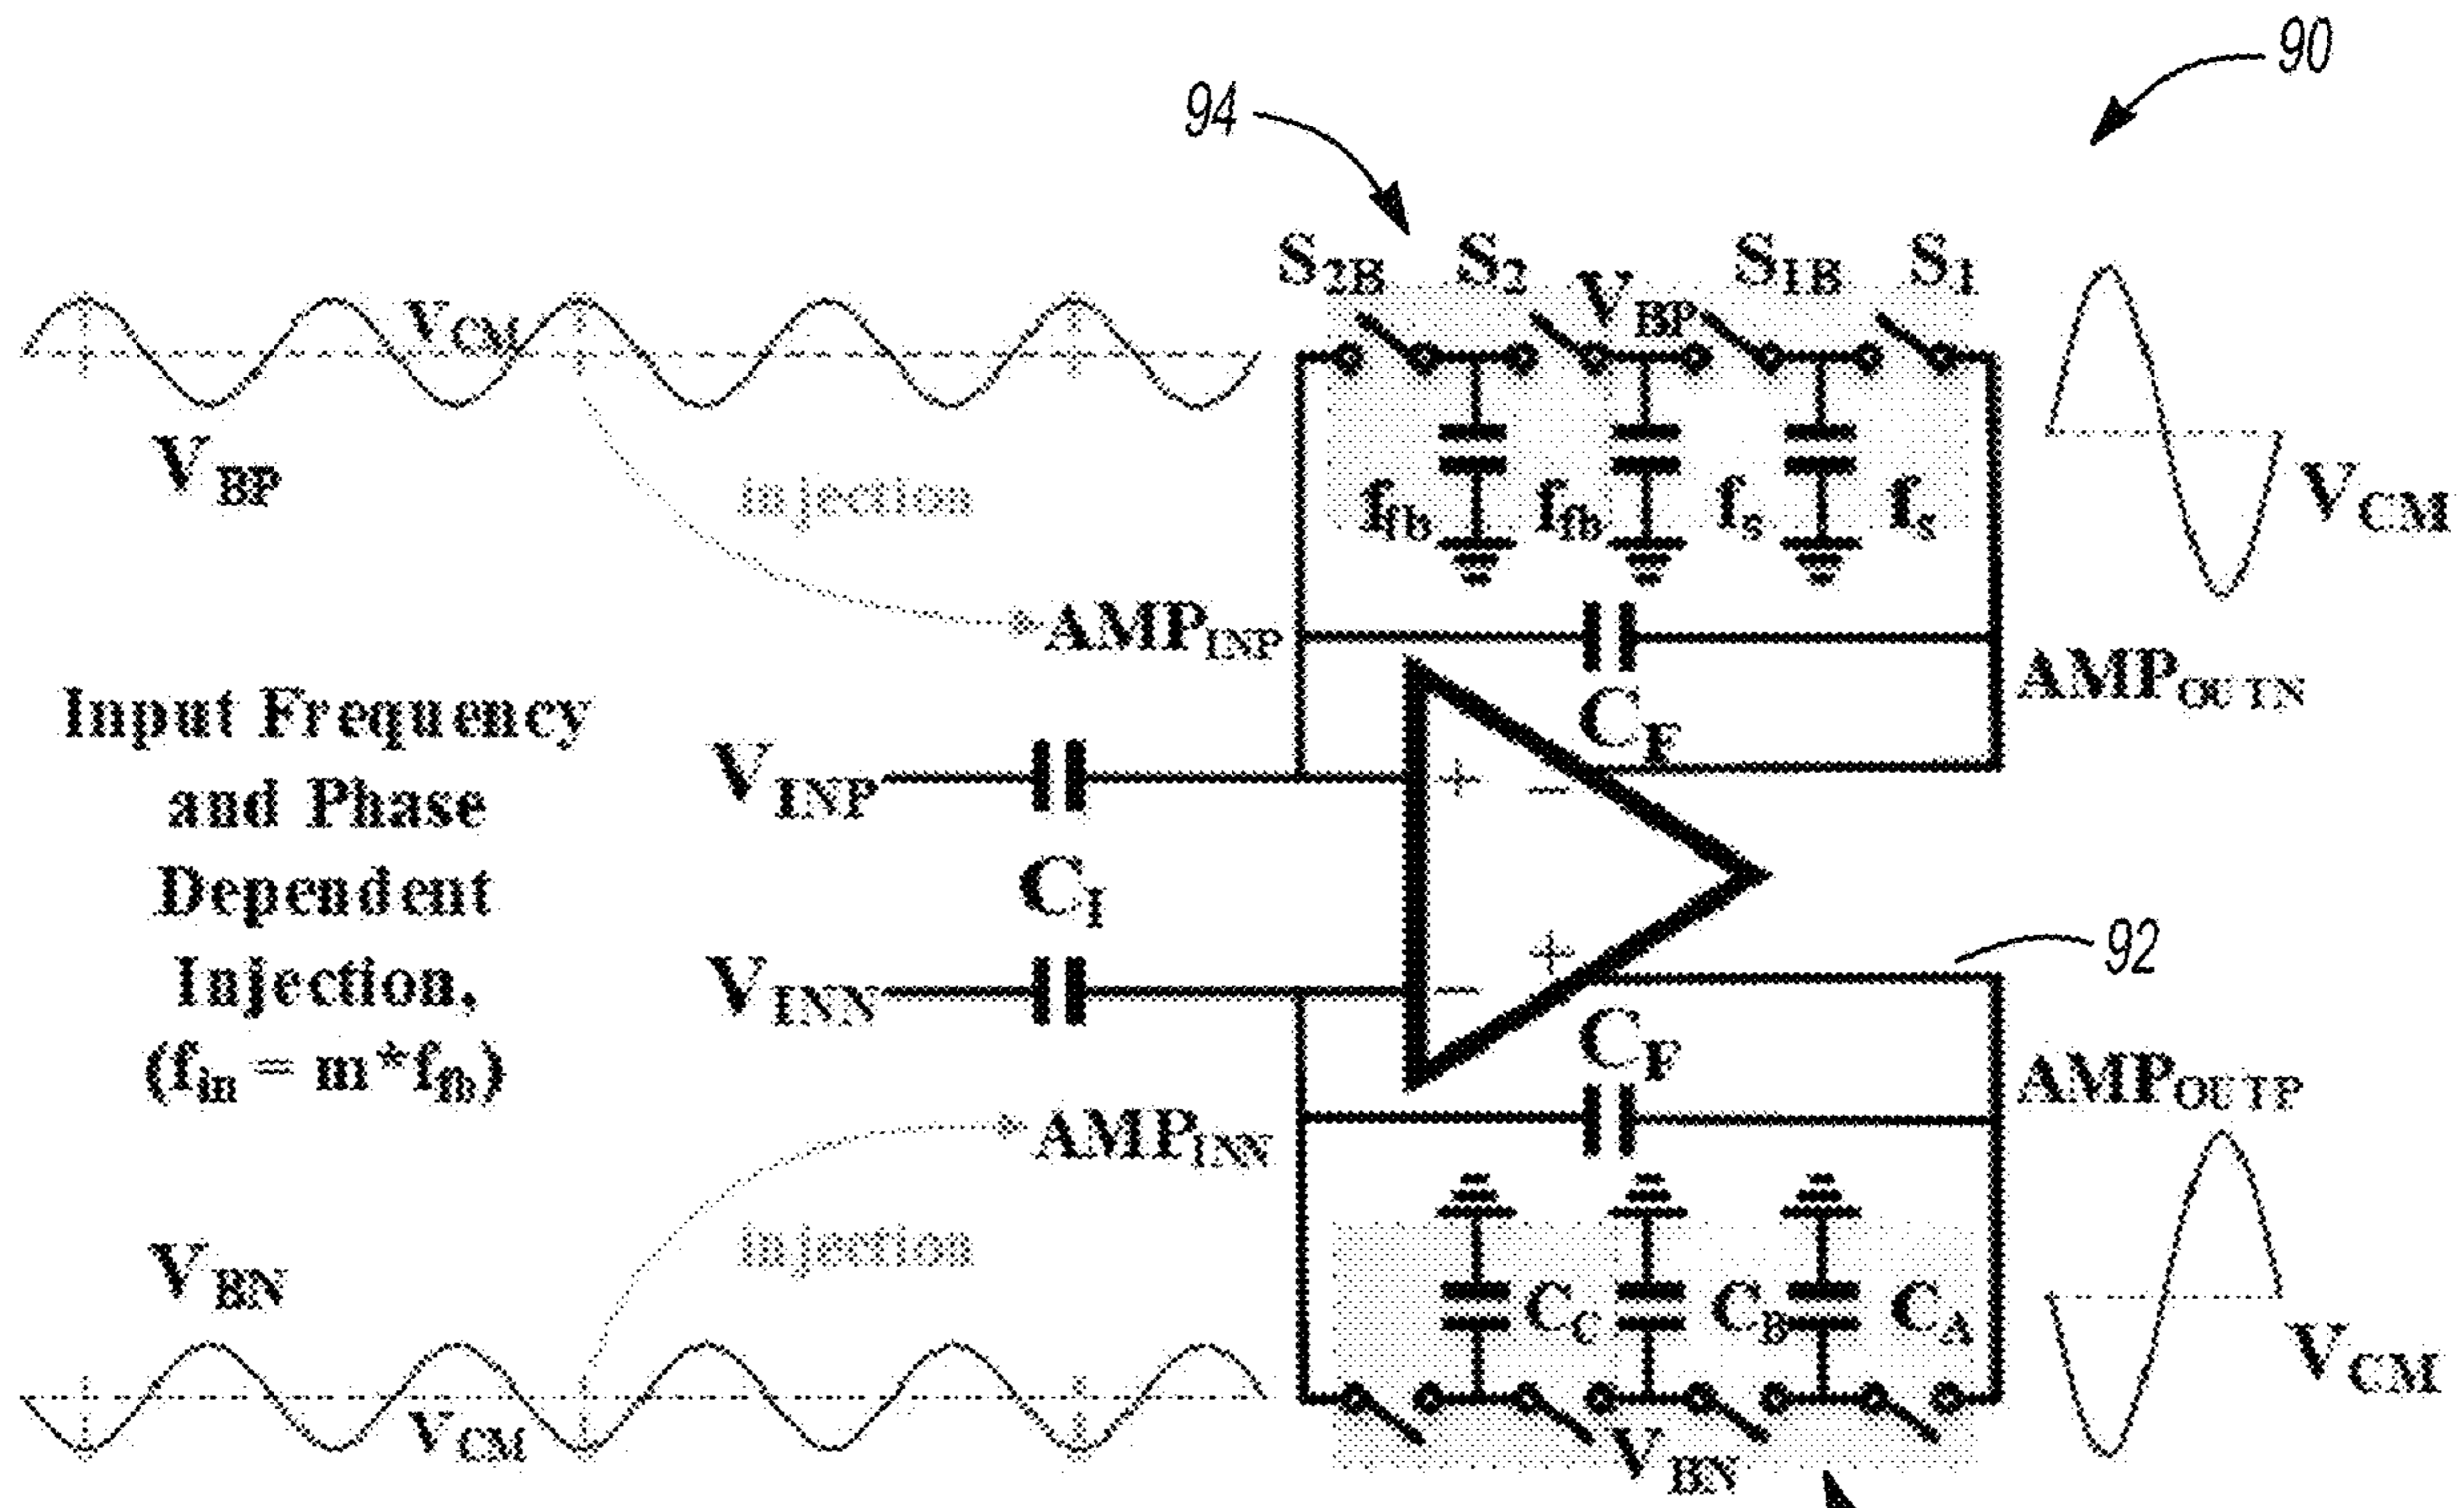 90
94
S2B S2 VBP S1B S1
VCM
VBP
injection
ffb ffb fs fs
VCM
AMPINP
AMPOUTN
CF
Input Frequency
and Phase
Dependent
Injection,
(fin = m*ffb)
VINP
+ −
CI
VINN
+
−
92
CF
AMPOUTP
AMPINN
injection
VBN
CC CB CA
VCM
VCM
VBN